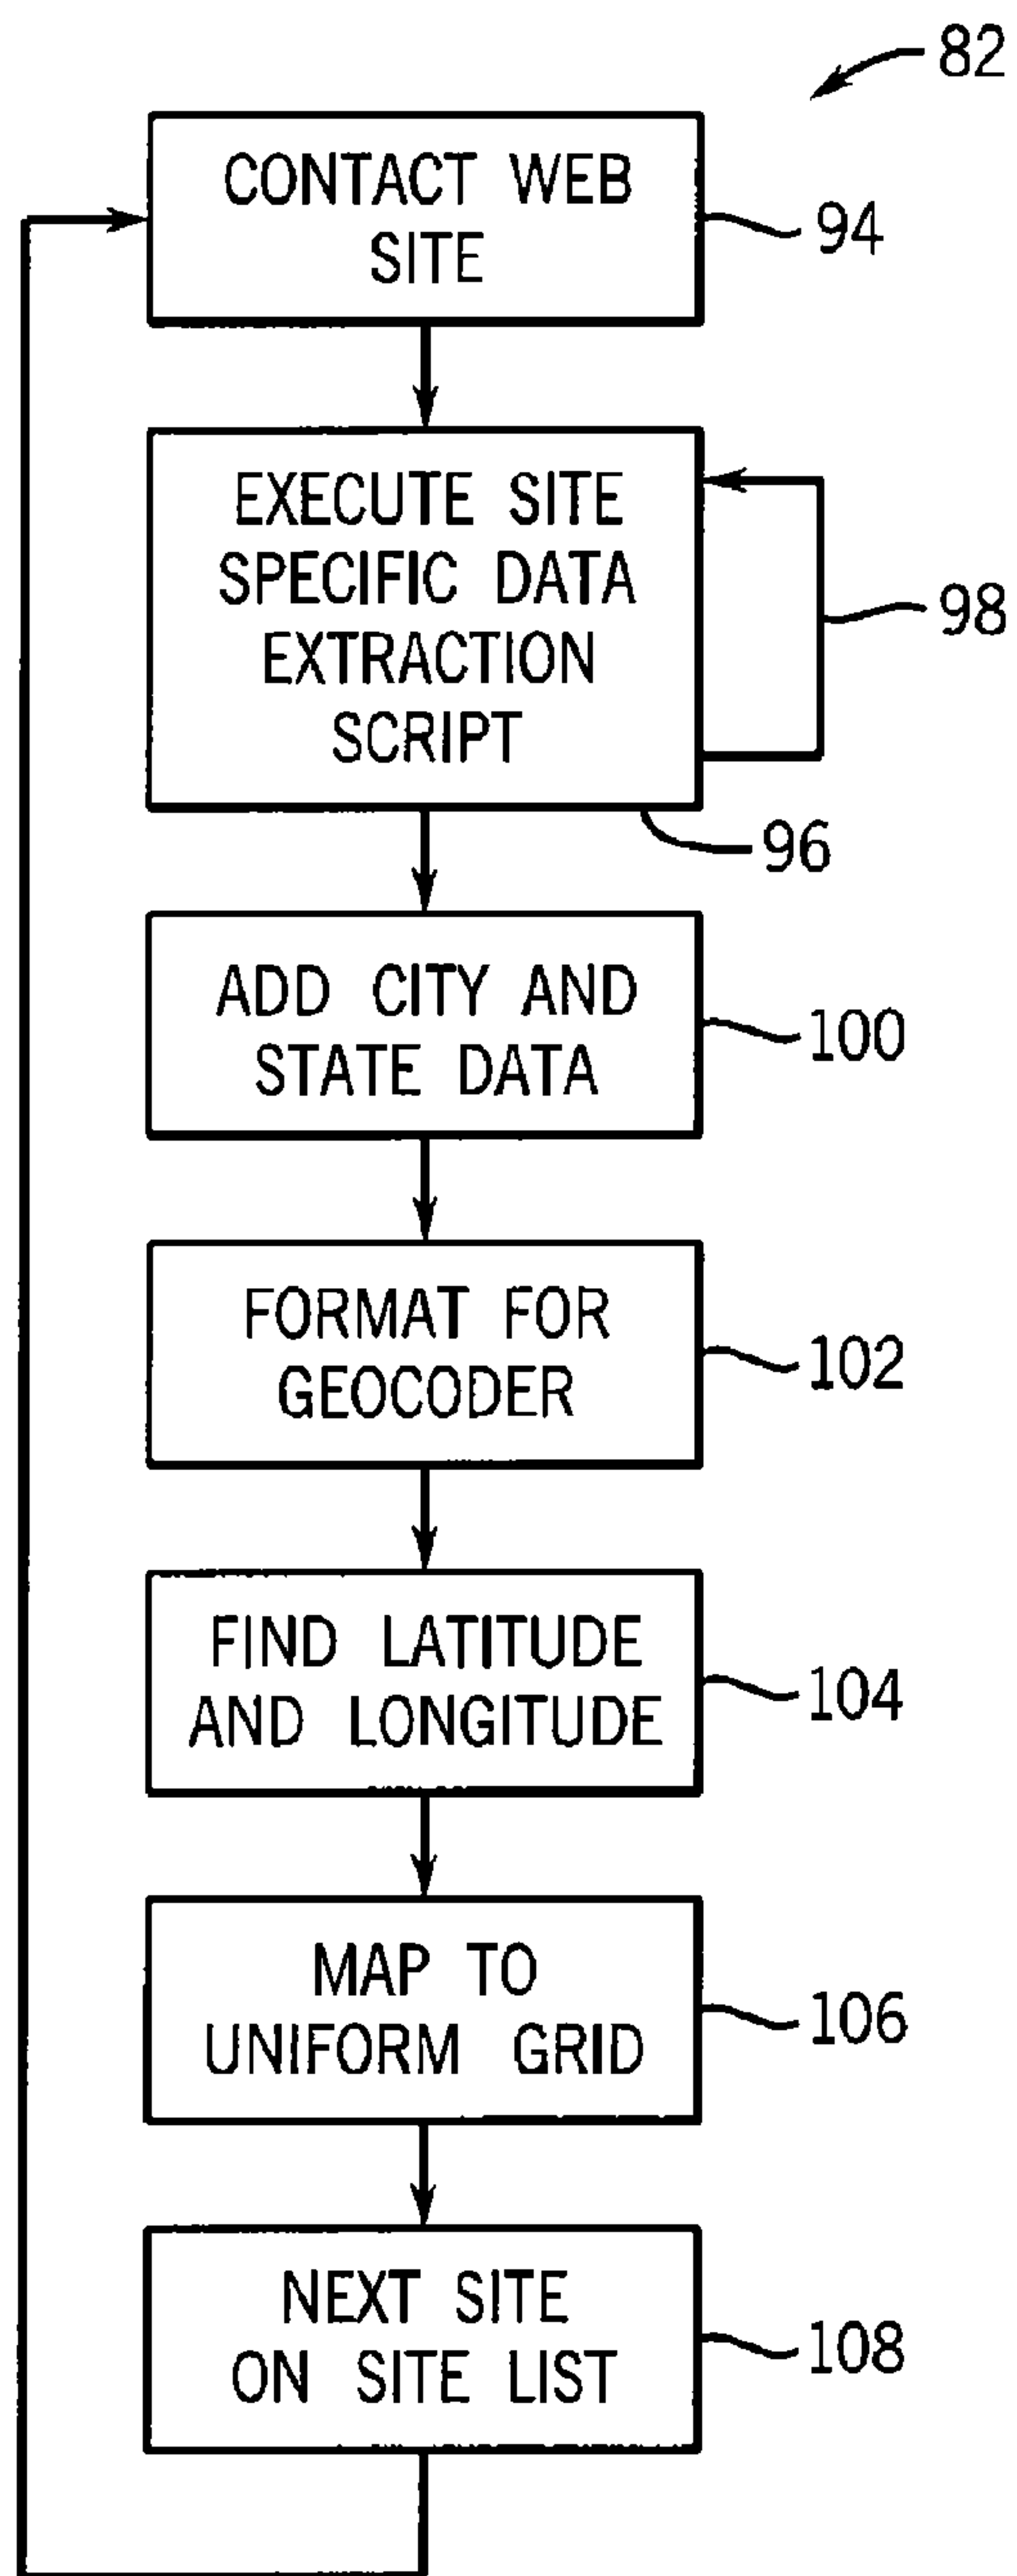 82
CONTACT WEB
SITE
94
EXECUTE SITE
SPECIFIC DATA
EXTRACTION
SCRIPT
98
96
ADD CITY AND
STATE DATA
100
FORMAT FOR
GEOCODER
102
FIND LATITUDE
AND LONGITUDE
104
MAP TO
UNIFORM GRID
106
NEXT SITE
ON SITE LIST
108